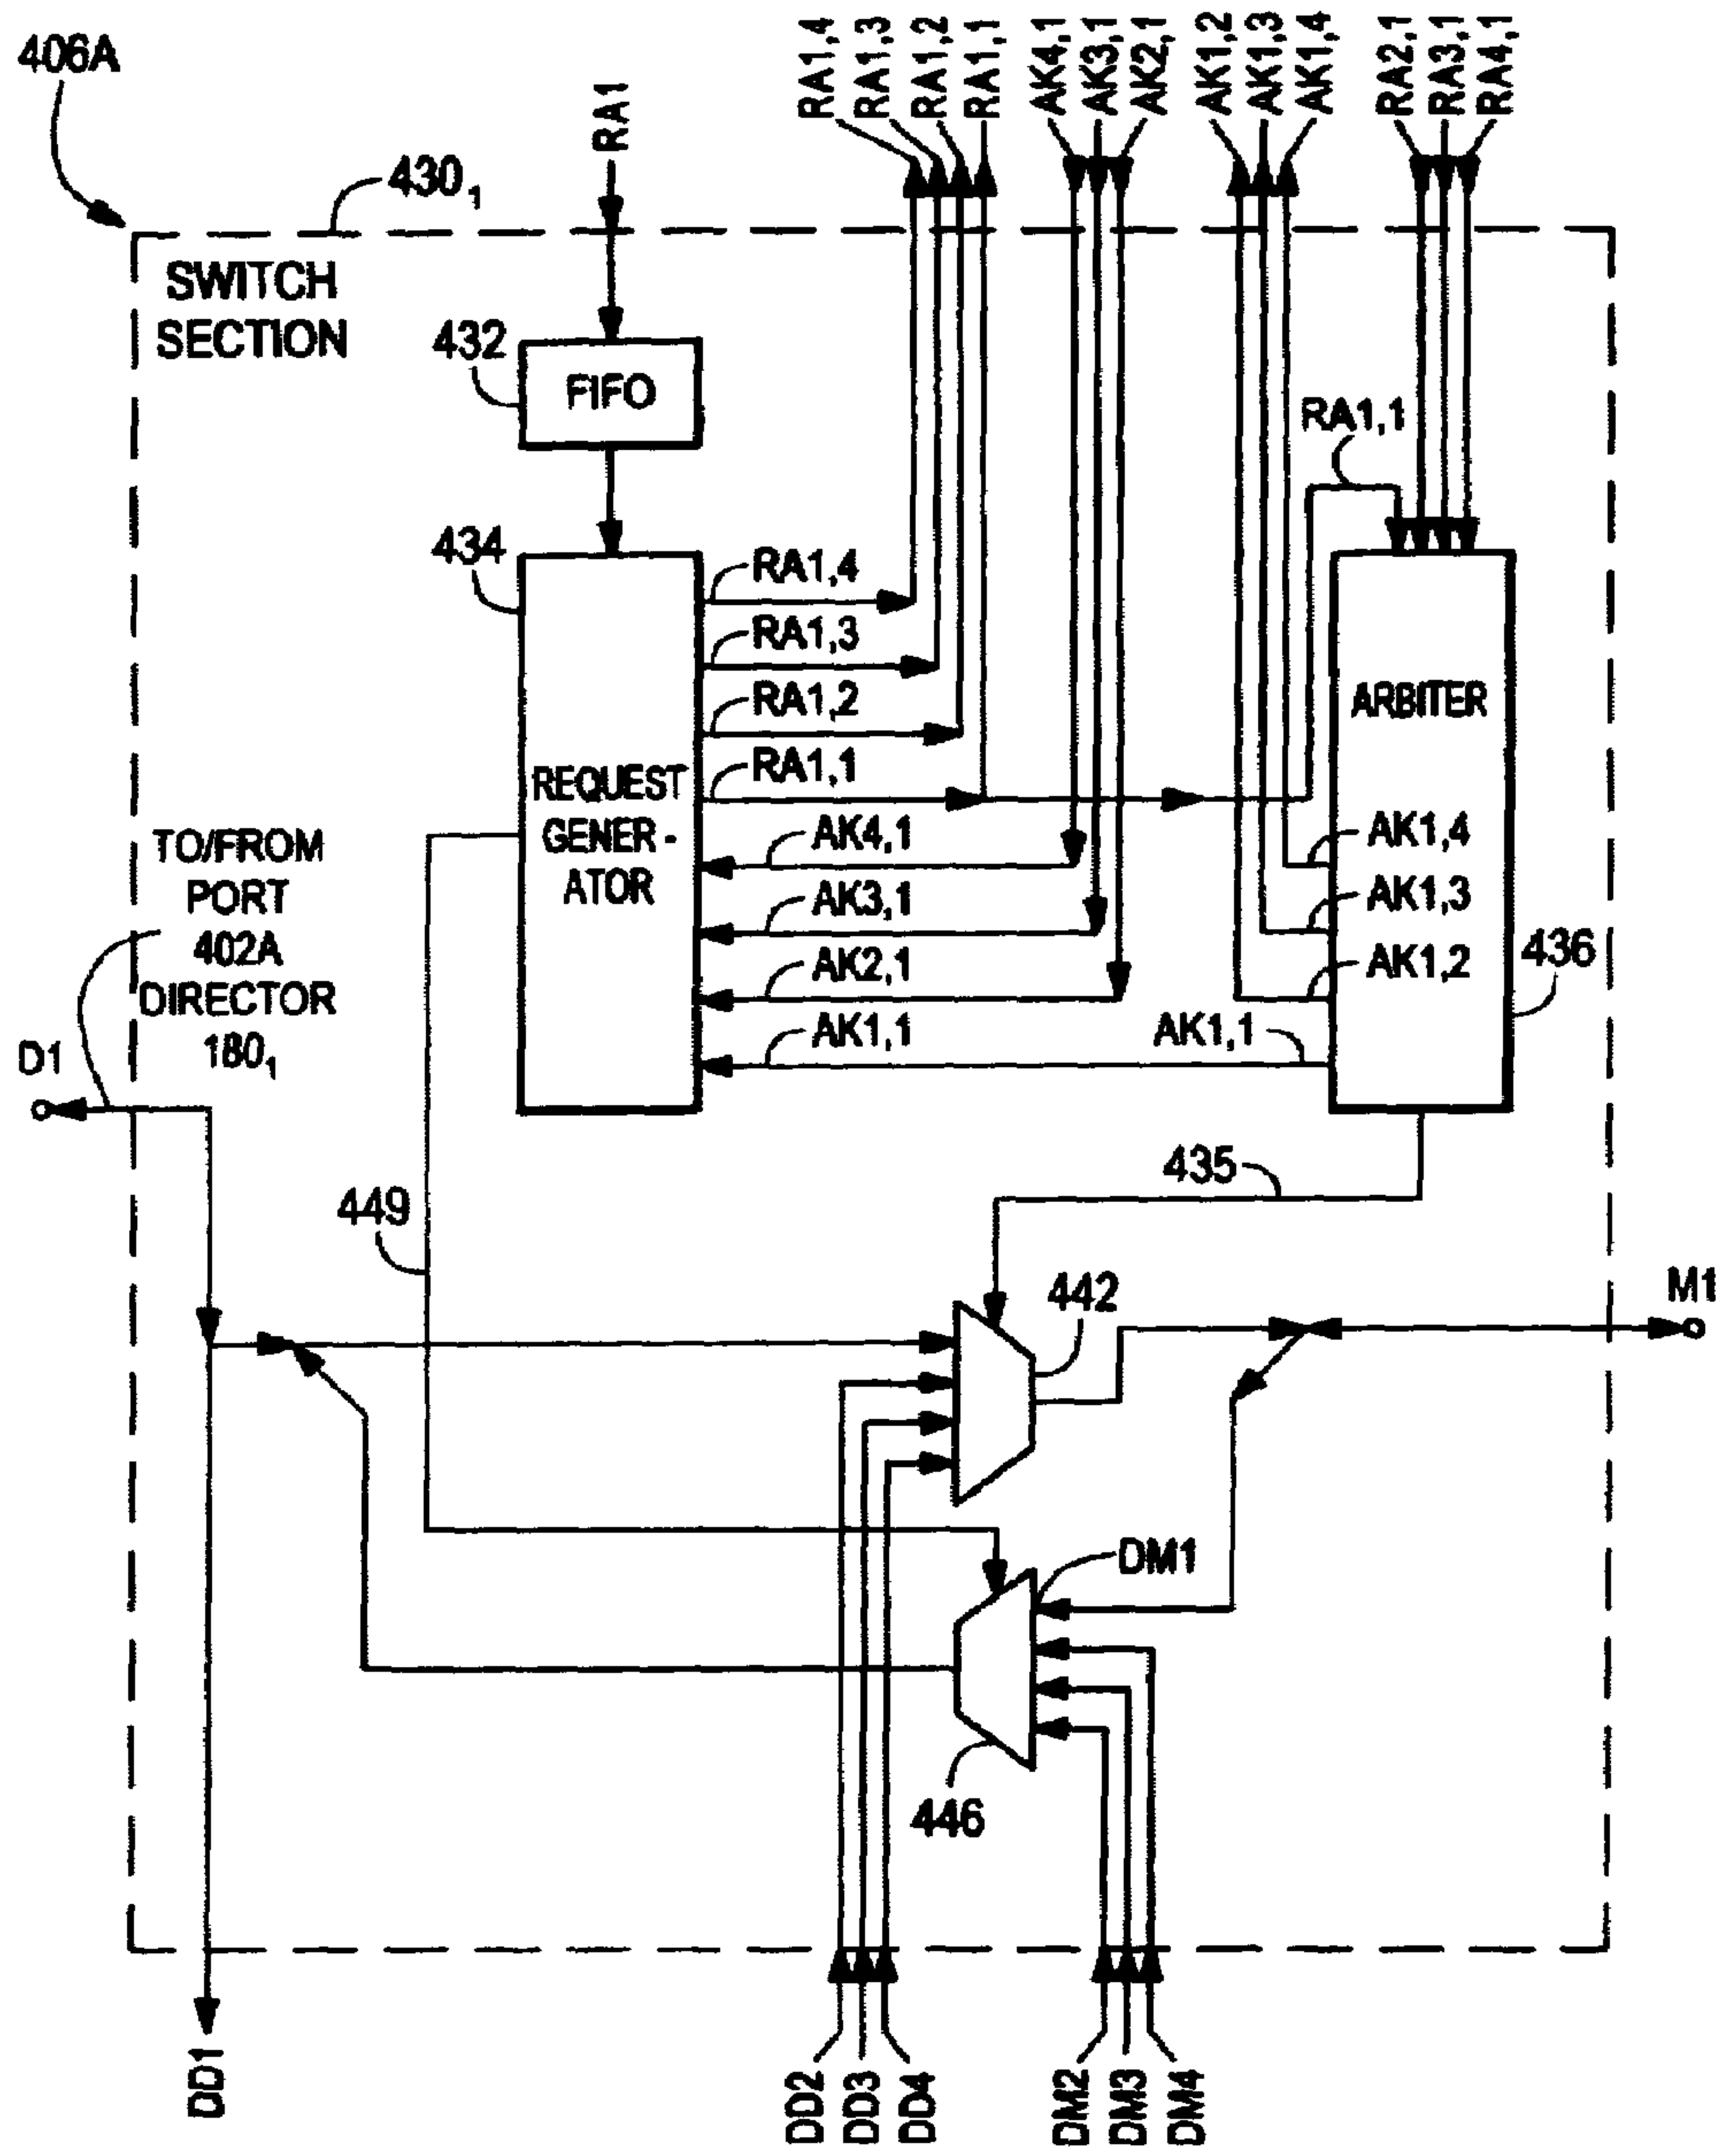 406A
430₁
RA1
RA1,4
RA1,3
RA1,2
RA1,1
AK4,1
AK3,1
AK2,1
AK1,2
AK1,3
AK1,4
RA2,1
RA3,1
RA4,1
SWITCH
SECTION
432
FIFO
RA1,1
434
REQUEST
GENER-
ATOR
RA1,4
RA1,3
RA1,2
RA1,1
AK4,1
AK3,1
AK2,1
AK1,1
ARBITER
AK1,4
AK1,3
AK1,2
AK1,1
436
TO/FROM
PORT
402A
DIRECTOR
180₁
D1
435
449
442
M1
DM1
446
DD1
DD2
DD3
DD4
DM2
DM3
DM4